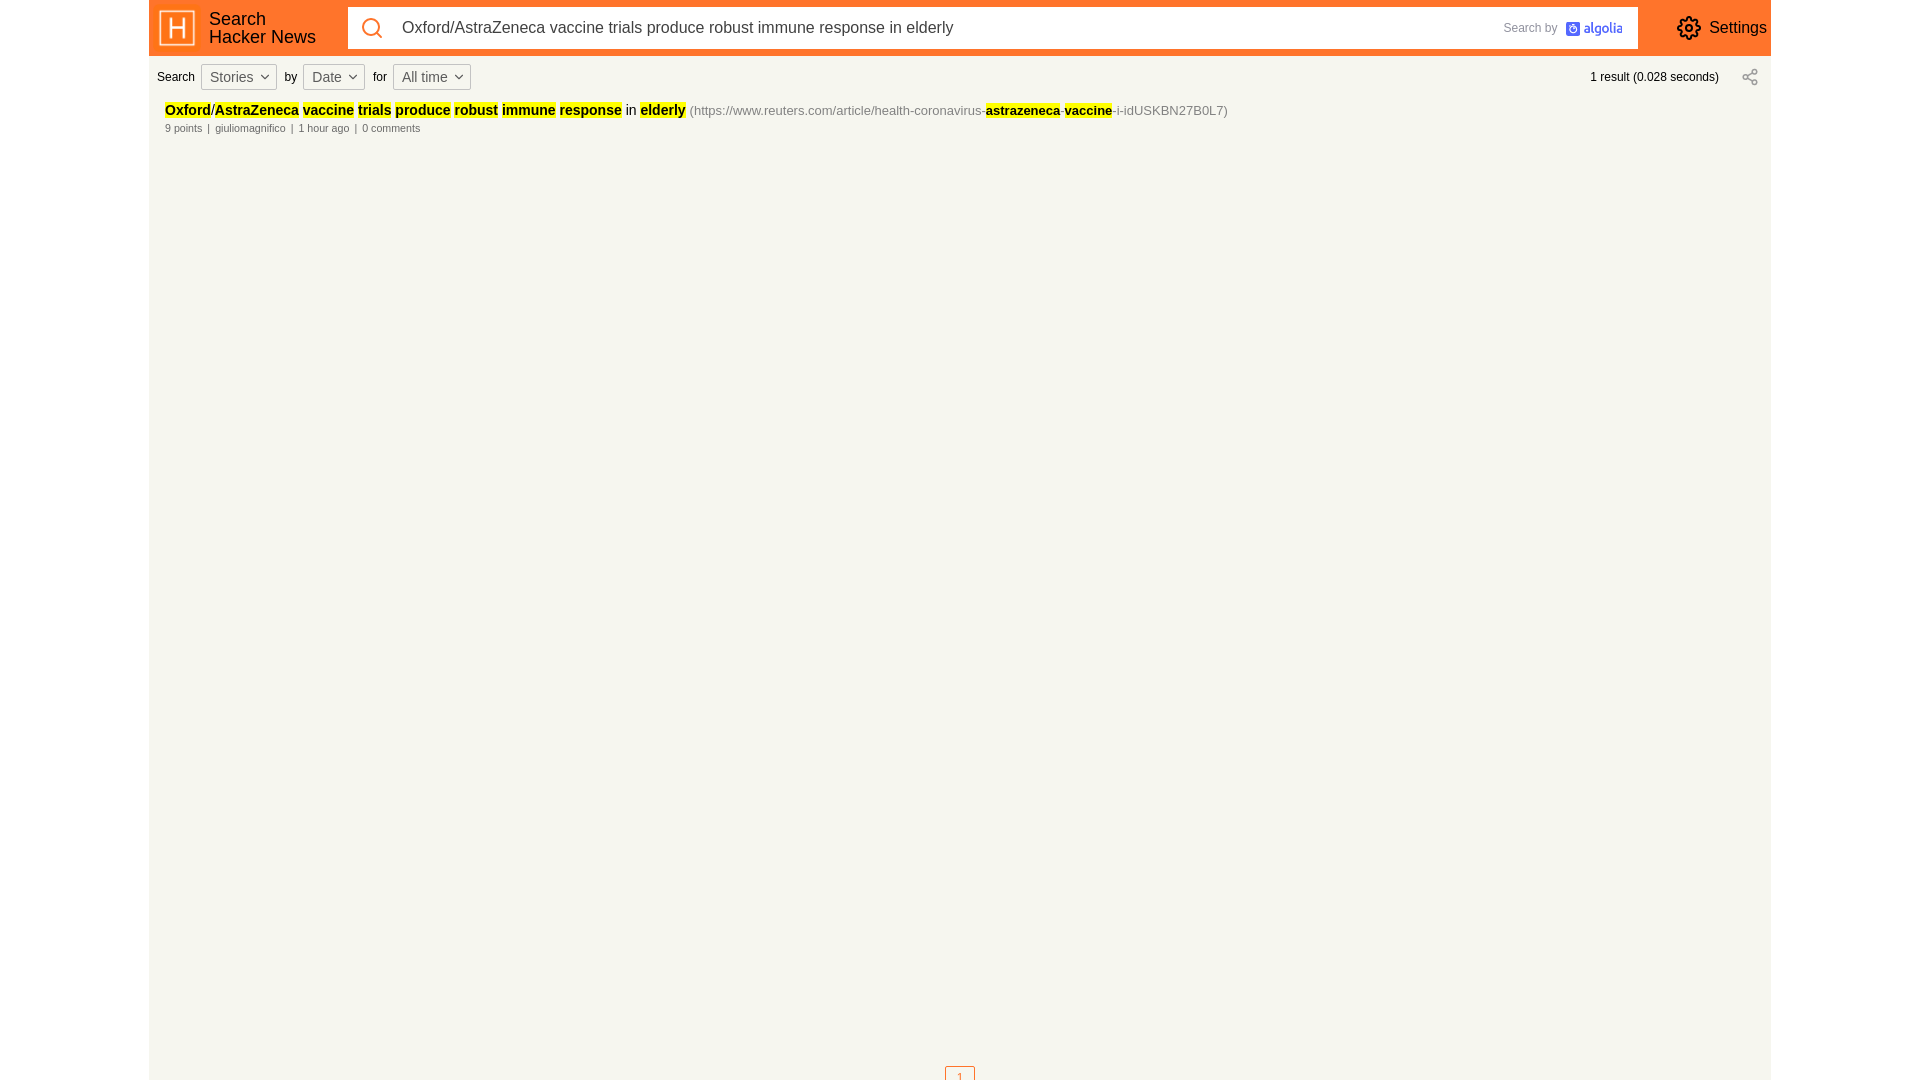 Search
Hacker News
Oxford/AstraZeneca vaccine trials produce robust immune response in elderly
Search by algolia
Settings
Search Stories by Date for All time
1 result (0.028 seconds)
Oxford/AstraZeneca vaccine trials produce robust immune response in elderly (https://www.reuters.com/article/health-coronavirus-astrazeneca-vaccine-i-idUSKBN27B0L7)
9 points | giuliomagnifico | 1 hour ago | 0 comments
1